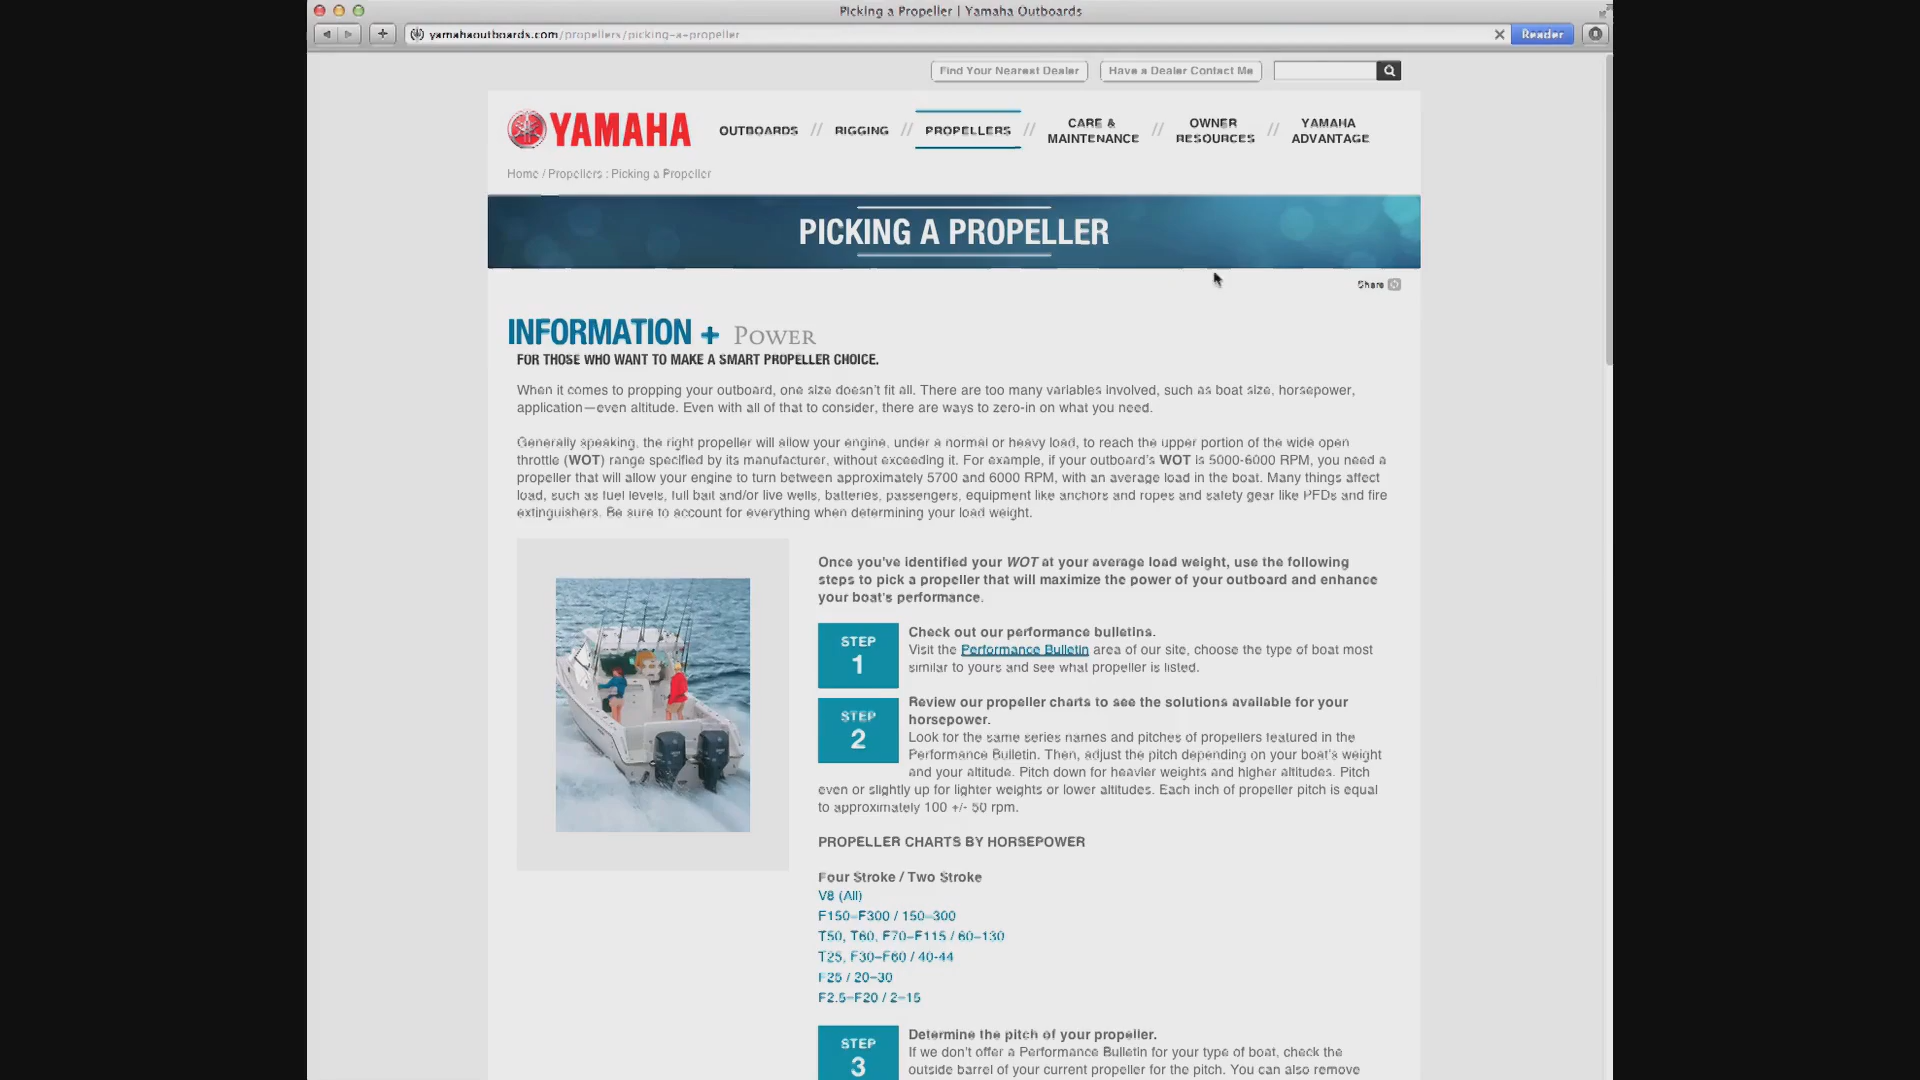 Picking a Propeller | Yamaha Outboards
yamahaoutboards.com/propellers/picking-a-propeller
Reader
Find Your Nearest Dealer
Have a Dealer Contact Me
YAMAHA
OUTBOARDS // RIGGING // PROPELLERS // CARE & MAINTENANCE // OWNER RESOURCES // YAMAHA ADVANTAGE
Home / Propellers : Picking a Propeller
PICKING A PROPELLER
Share
INFORMATION + POWER
FOR THOSE WHO WANT TO MAKE A SMART PROPELLER CHOICE.
When it comes to propping your outboard, one size doesn't fit all. There are too many variables involved, such as boat size, horsepower,
application—even altitude. Even with all of that to consider, there are ways to zero-in on what you need.
Generally speaking, the right propeller will allow your engine, under a normal or heavy load, to reach the upper portion of the wide open
throttle (WOT) range specified by its manufacturer, without exceeding it. For example, if your outboard's WOT is 5000-6000 RPM, you need a
propeller that will allow your engine to turn between approximately 5700 and 6000 RPM, with an average load in the boat. Many things affect
load, such as fuel levels, full bait and/or live wells, batteries, passengers, equipment like anchors and ropes and safety gear like PFDs and fire
extinguishers. Be sure to account for everything when determining your load weight.
Once you've identified your WOT at your average load weight, use the following
steps to pick a propeller that will maximize the power of your outboard and enhance
your boat's performance.
STEP
1
Check out our performance bulletins.
Visit the Performance Bulletin area of our site, choose the type of boat most
similar to yours and see what propeller is listed.
STEP
2
Review our propeller charts to see the solutions available for your
horsepower.
Look for the same series names and pitches of propellers featured in the
Performance Bulletin. Then, adjust the pitch depending on your boat's weight
and your altitude. Pitch down for heavier weights and higher altitudes. Pitch
even or slightly up for lighter weights or lower altitudes. Each inch of propeller pitch is equal
to approximately 100 +/- 50 rpm.
PROPELLER CHARTS BY HORSEPOWER
Four Stroke / Two Stroke
V8 (All)
F150–F300 / 150–300
T50, T60, F70–F115 / 60–130
T25, F30–F60 / 40-44
F25 / 20–30
F2.5–F20 / 2–15
STEP
3
Determine the pitch of your propeller.
If we don't offer a Performance Bulletin for your type of boat, check the
outside barrel of your current propeller for the pitch. You can also remove